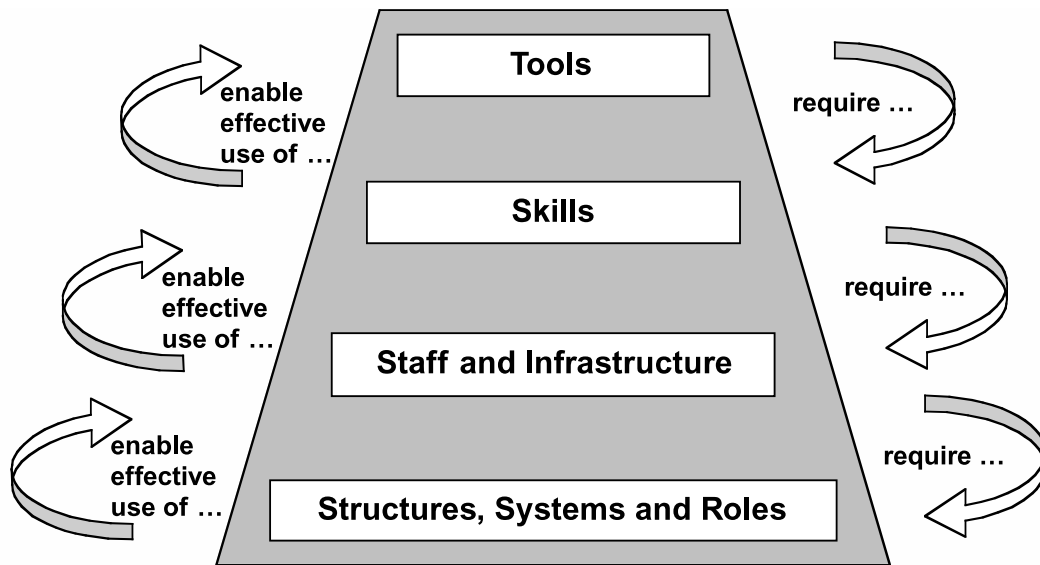 Tools
enable
effective
use of …
require …
Skills
enable
effective
use of …
require …
Staff and Infrastructure
enable
effective
use of …
require …
Structures, Systems and Roles